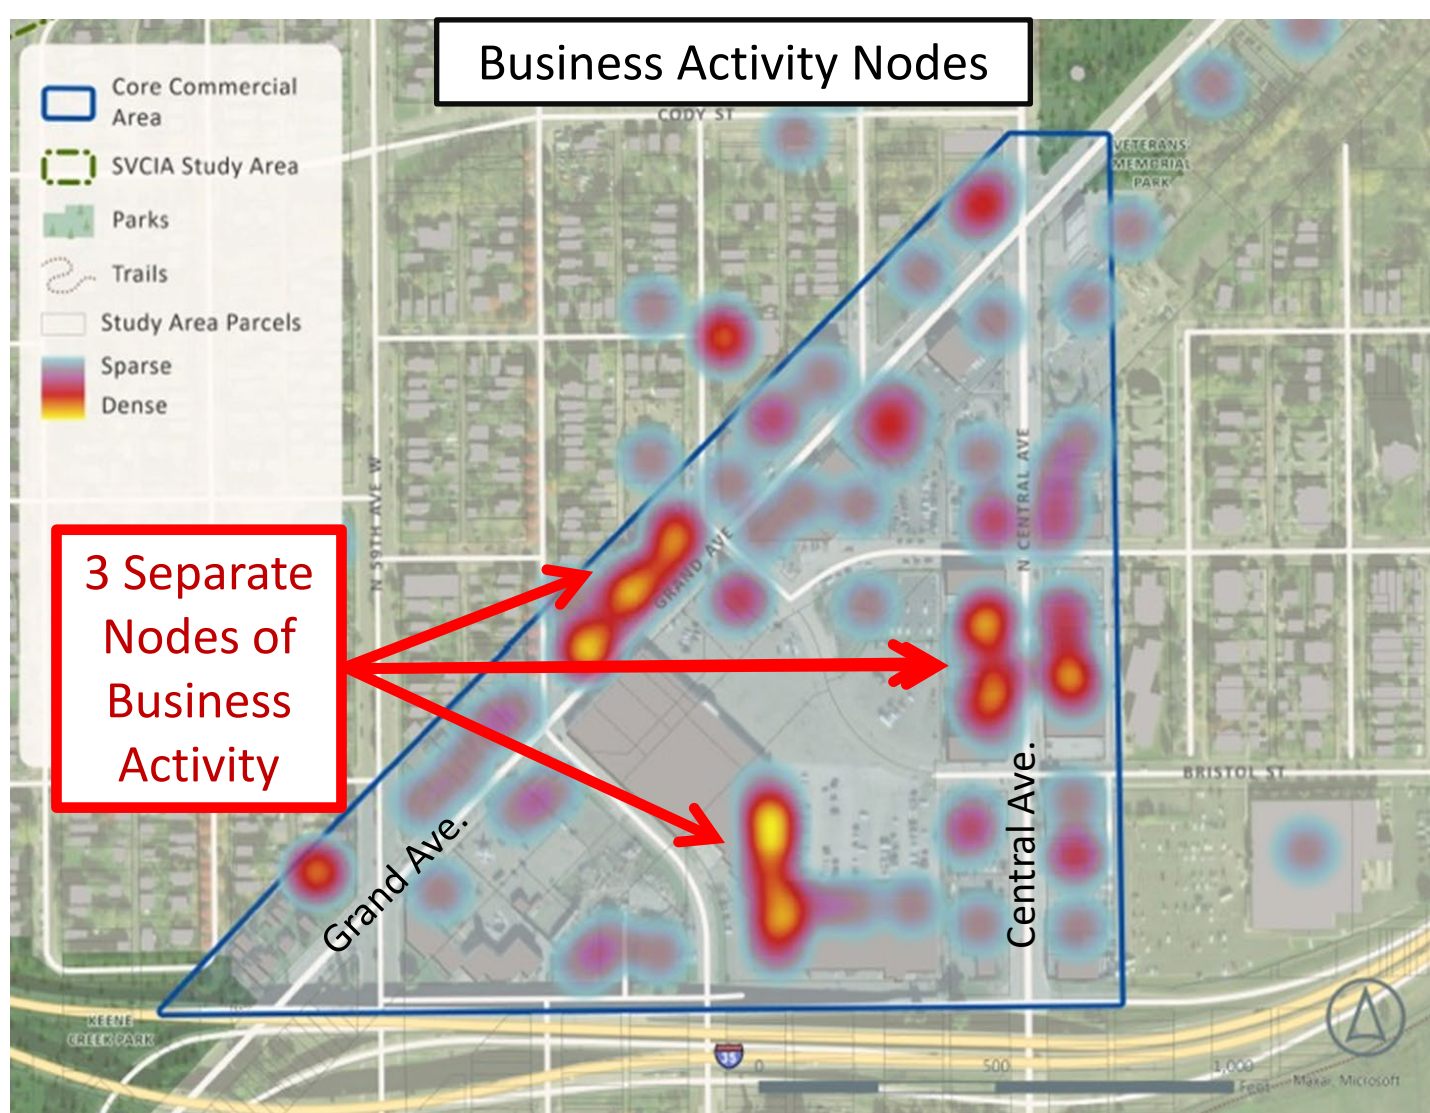 Business Activity Nodes
Core Commercial
Area
SVCIA Study Area
Parks
Trails
Study Area Parcels
Sparse
Dense
CODY ST
VETERANS'
MEMORIAL
PARK
N 59TH AVE W
N CENTRAL AVE
GRAND AVE
3 Separate
Nodes of
Business
Activity
BRISTOL ST
Central Ave.
Grand Ave.
KEENE
CREEK PARK
35
0
500
1,000
Feet
Maxar, Microsoft